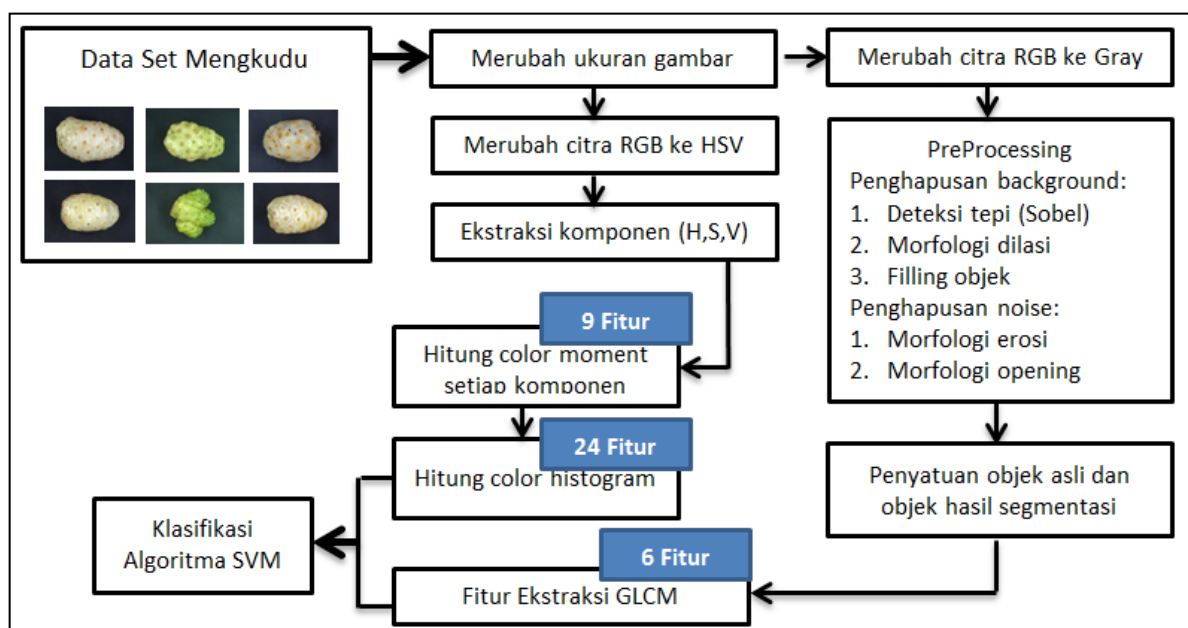 Data Set Mengkudu
Merubah ukuran gambar
Merubah citra RGB ke Gray
Merubah citra RGB ke HSV
Ekstraksi komponen (H,S,V)
PreProcessing
Penghapusan background:
1. Deteksi tepi (Sobel)
2. Morfologi dilasi
3. Filling objek
Penghapusan noise:
1. Morfologi erosi
2. Morfologi opening
9 Fitur
Hitung color moment
setiap komponen
24 Fitur
Hitung color histogram
Penyatuan objek asli dan
objek hasil segmentasi
Klasifikasi
Algoritma SVM
6 Fitur
Fitur Ekstraksi GLCM